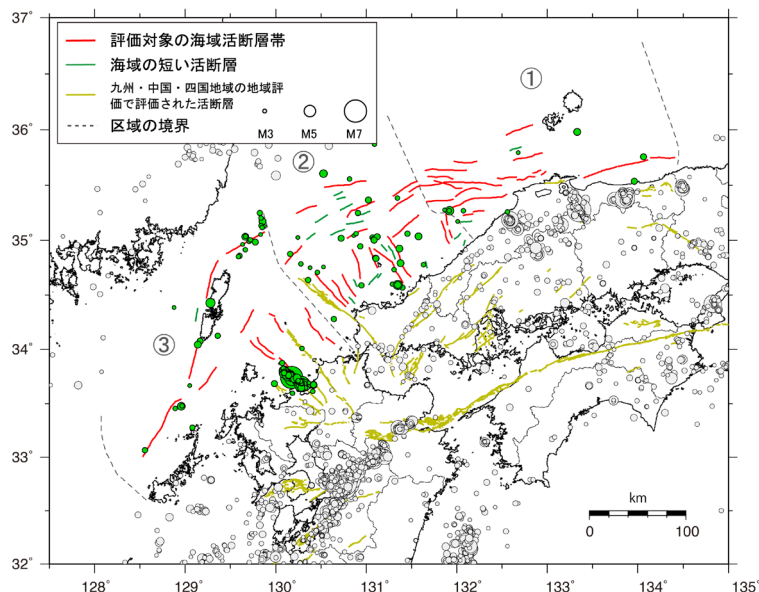 37°
評価対象の海域活断層帯
海域の短い活断層
九州・中国・四国地域の地域評
価で評価された活断層
区域の境界
M3 M5 M7
①
36°
②
35°
③
34°
33°
km
0 100
32°
128° 129° 130° 131° 132° 133° 134° 135°